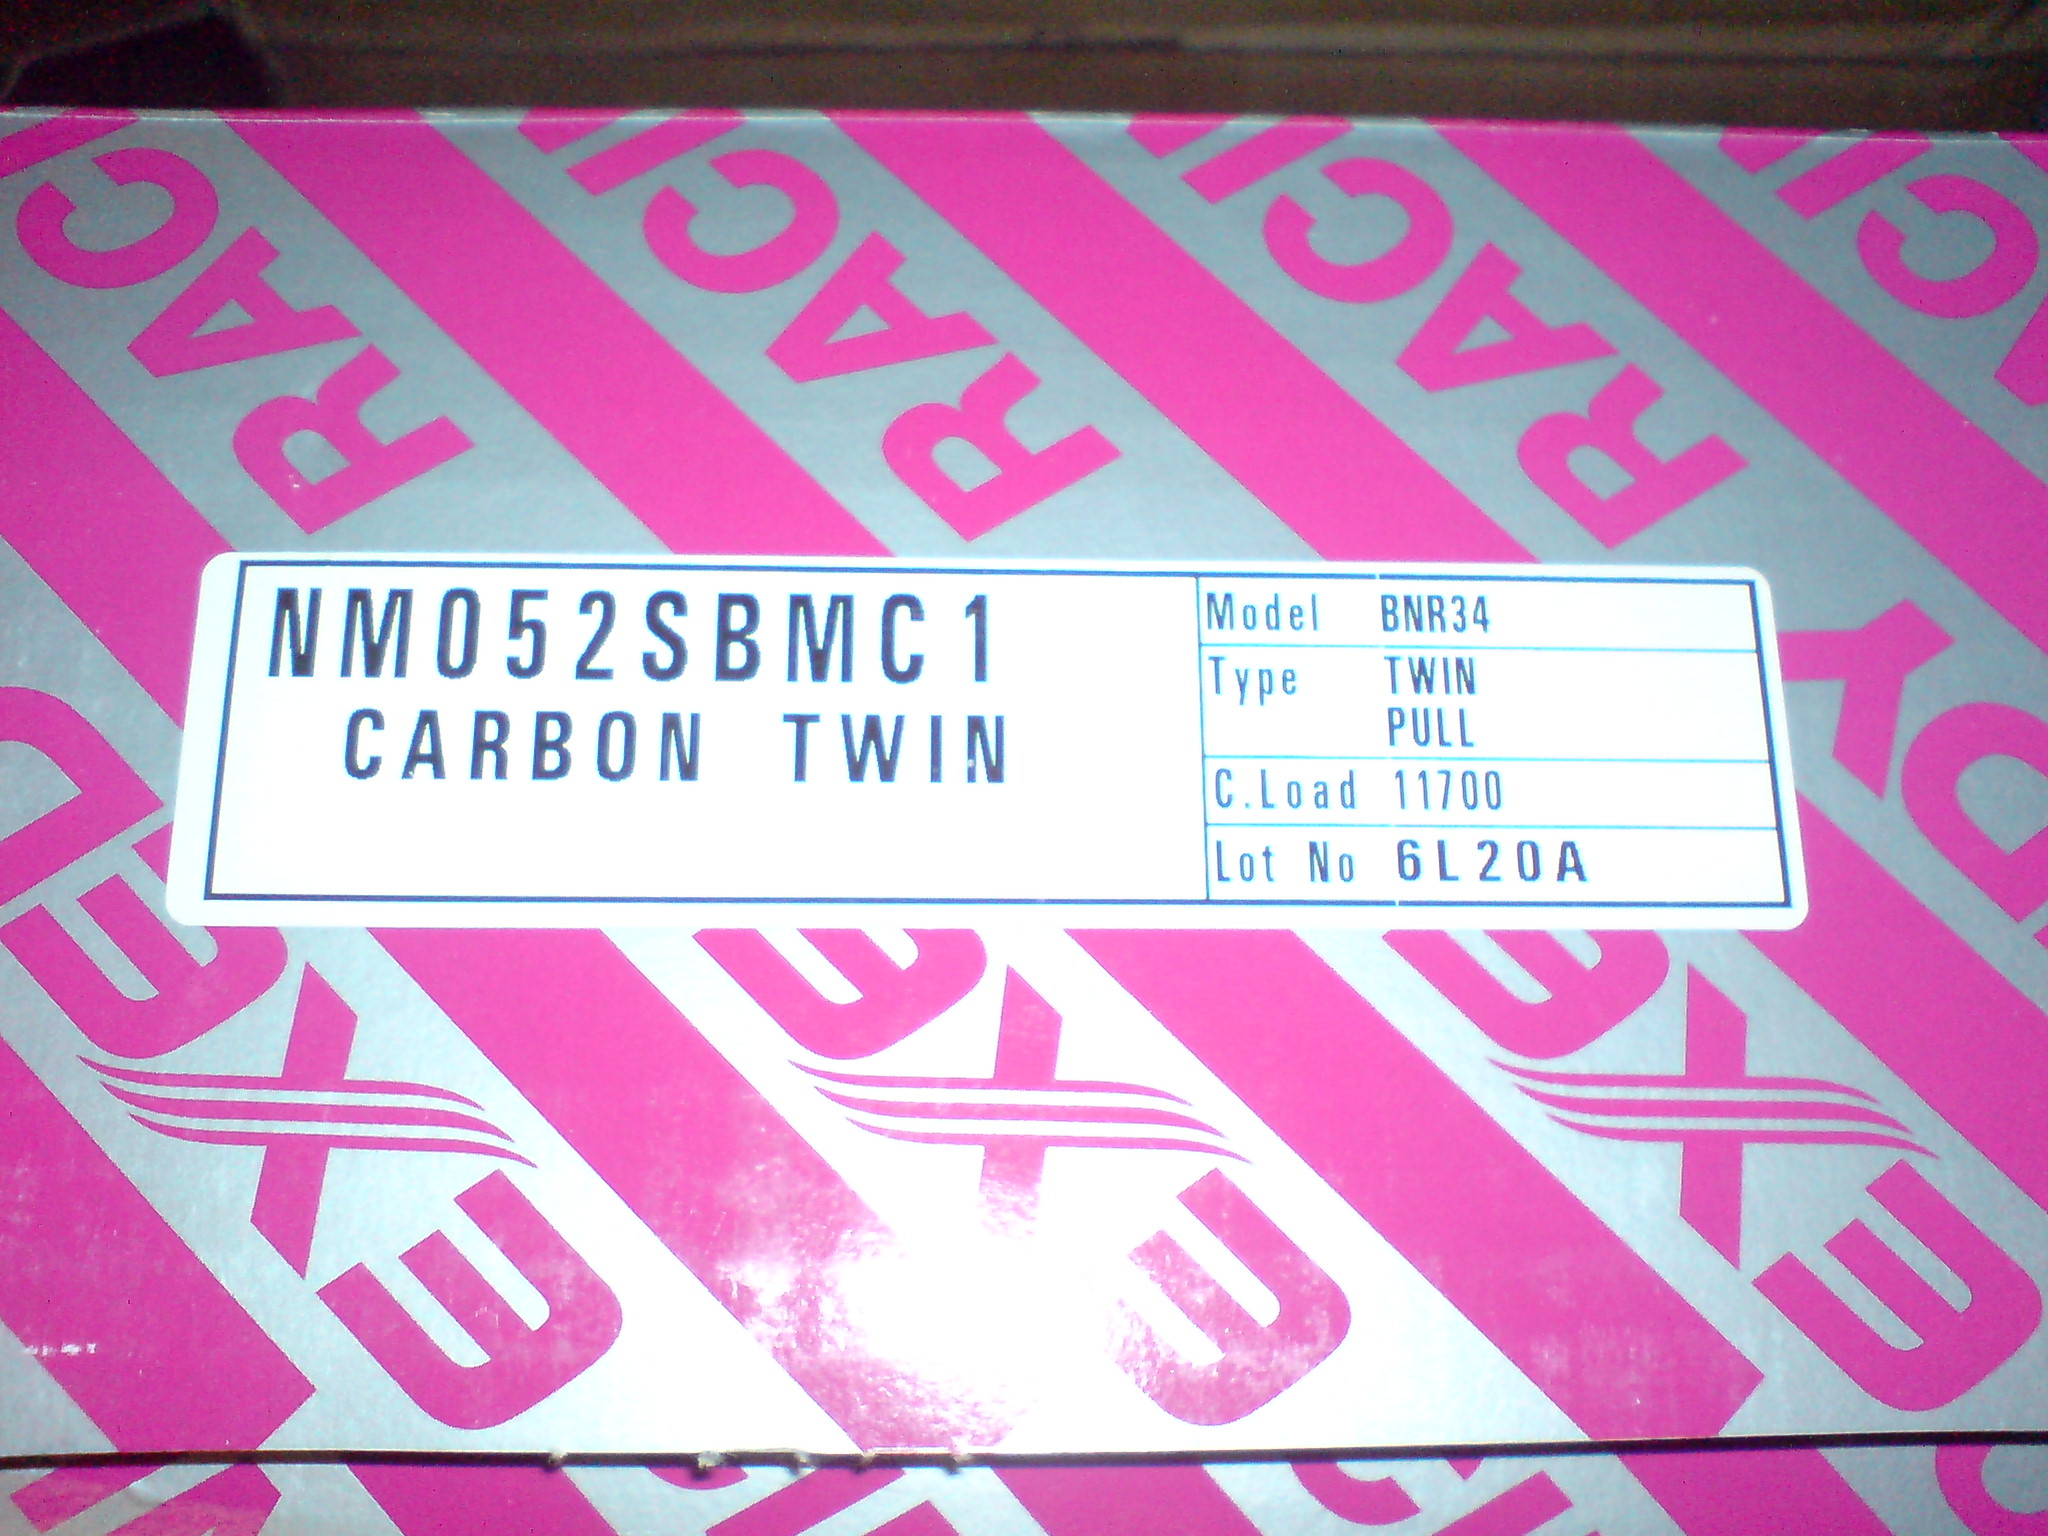 NM052SBMC1
CARBON TWIN
Model BNR34
Type TWIN
PULL
C.Load 11700
Lot No 6L20A